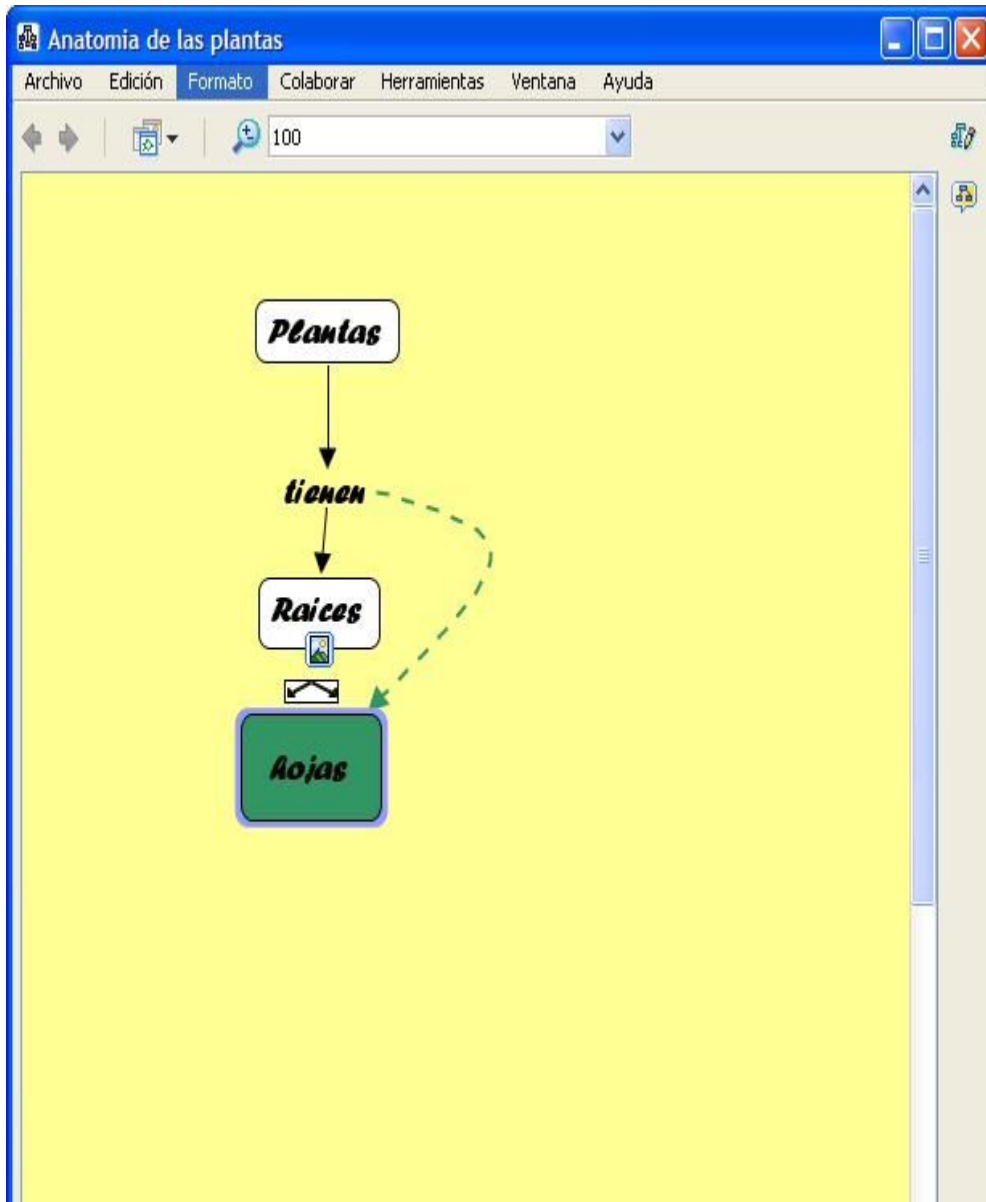 Anatomia de las plantas
Archivo Edición Formato Colaborar Herramientas Ventana Ayuda
100
Plantas
tienen
Raices
hojas